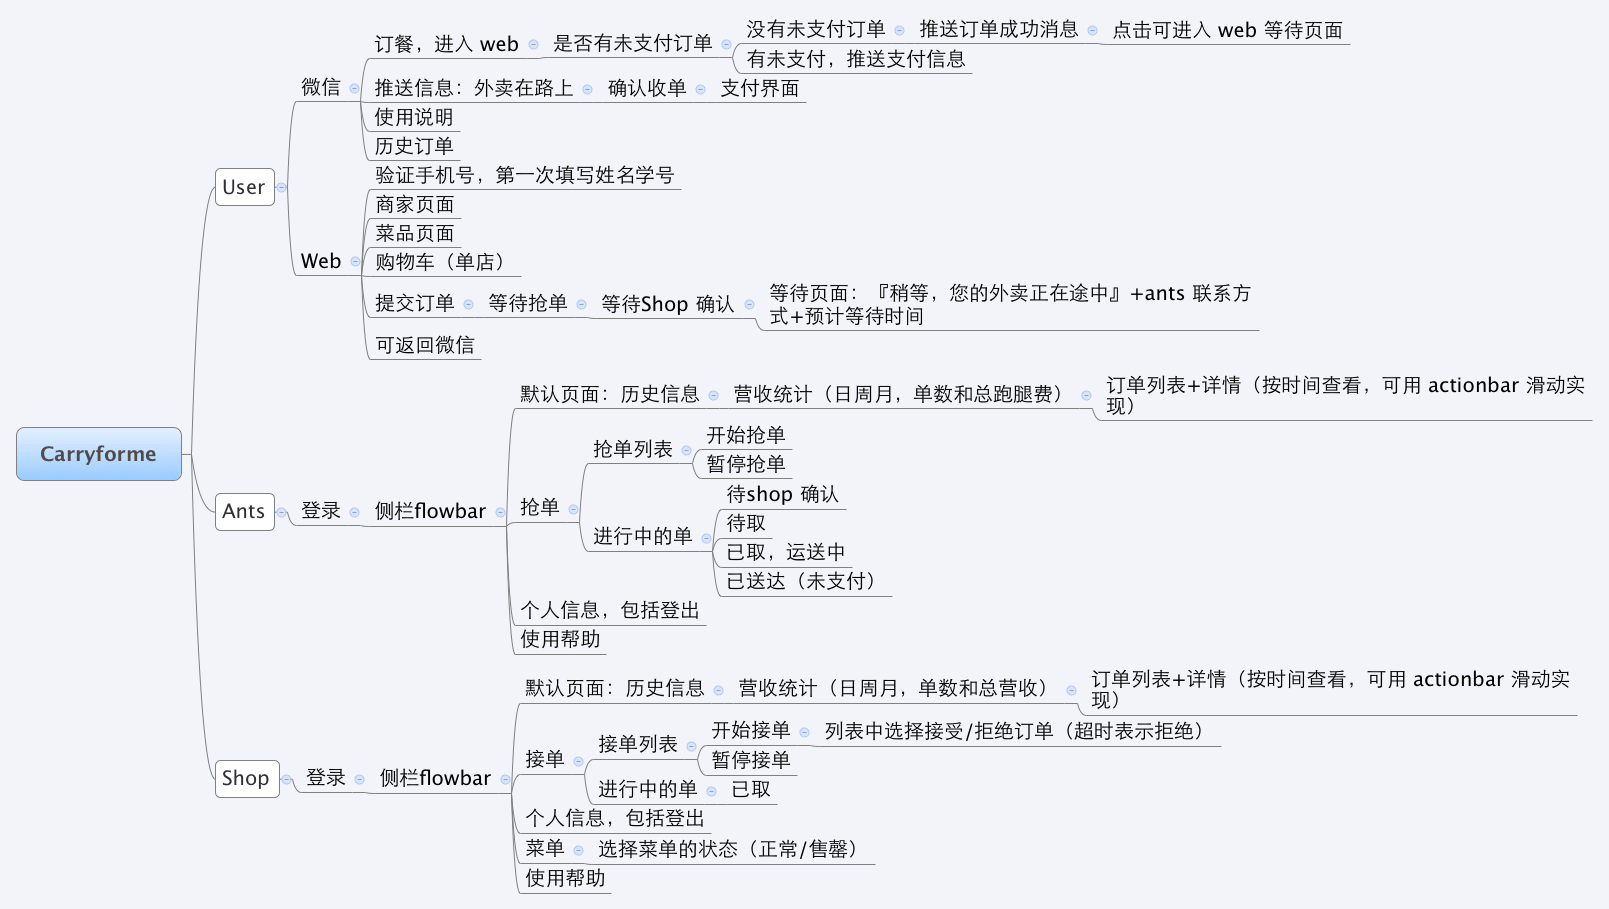 Carryforme
User
微信
订餐，进入 web
是否有未支付订单
没有未支付订单
推送订单成功消息
点击可进入 web 等待页面
有未支付，推送支付信息
推送信息：外卖在路上
确认收单
支付界面
使用说明
历史订单
Web
验证手机号，第一次填写姓名学号
商家页面
菜品页面
购物车（单店）
提交订单
等待抢单
等待Shop 确认
等待页面：『稍等，您的外卖正在途中』+ants 联系方
式+预计等待时间
可返回微信
Ants
登录
侧栏flowbar
默认页面：历史信息
营收统计（日周月，单数和总跑腿费）
订单列表+详情（按时间查看，可用 actionbar 滑动实
现）
抢单
抢单列表
开始抢单
暂停抢单
进行中的单
待shop 确认
待取
已取，运送中
已送达（未支付）
个人信息，包括登出
使用帮助
Shop
登录
侧栏flowbar
默认页面：历史信息
营收统计（日周月，单数和总营收）
订单列表+详情（按时间查看，可用 actionbar 滑动实
现）
接单
接单列表
开始接单
列表中选择接受/拒绝订单（超时表示拒绝）
暂停接单
进行中的单
已取
个人信息，包括登出
菜单
选择菜单的状态（正常/售罄）
使用帮助